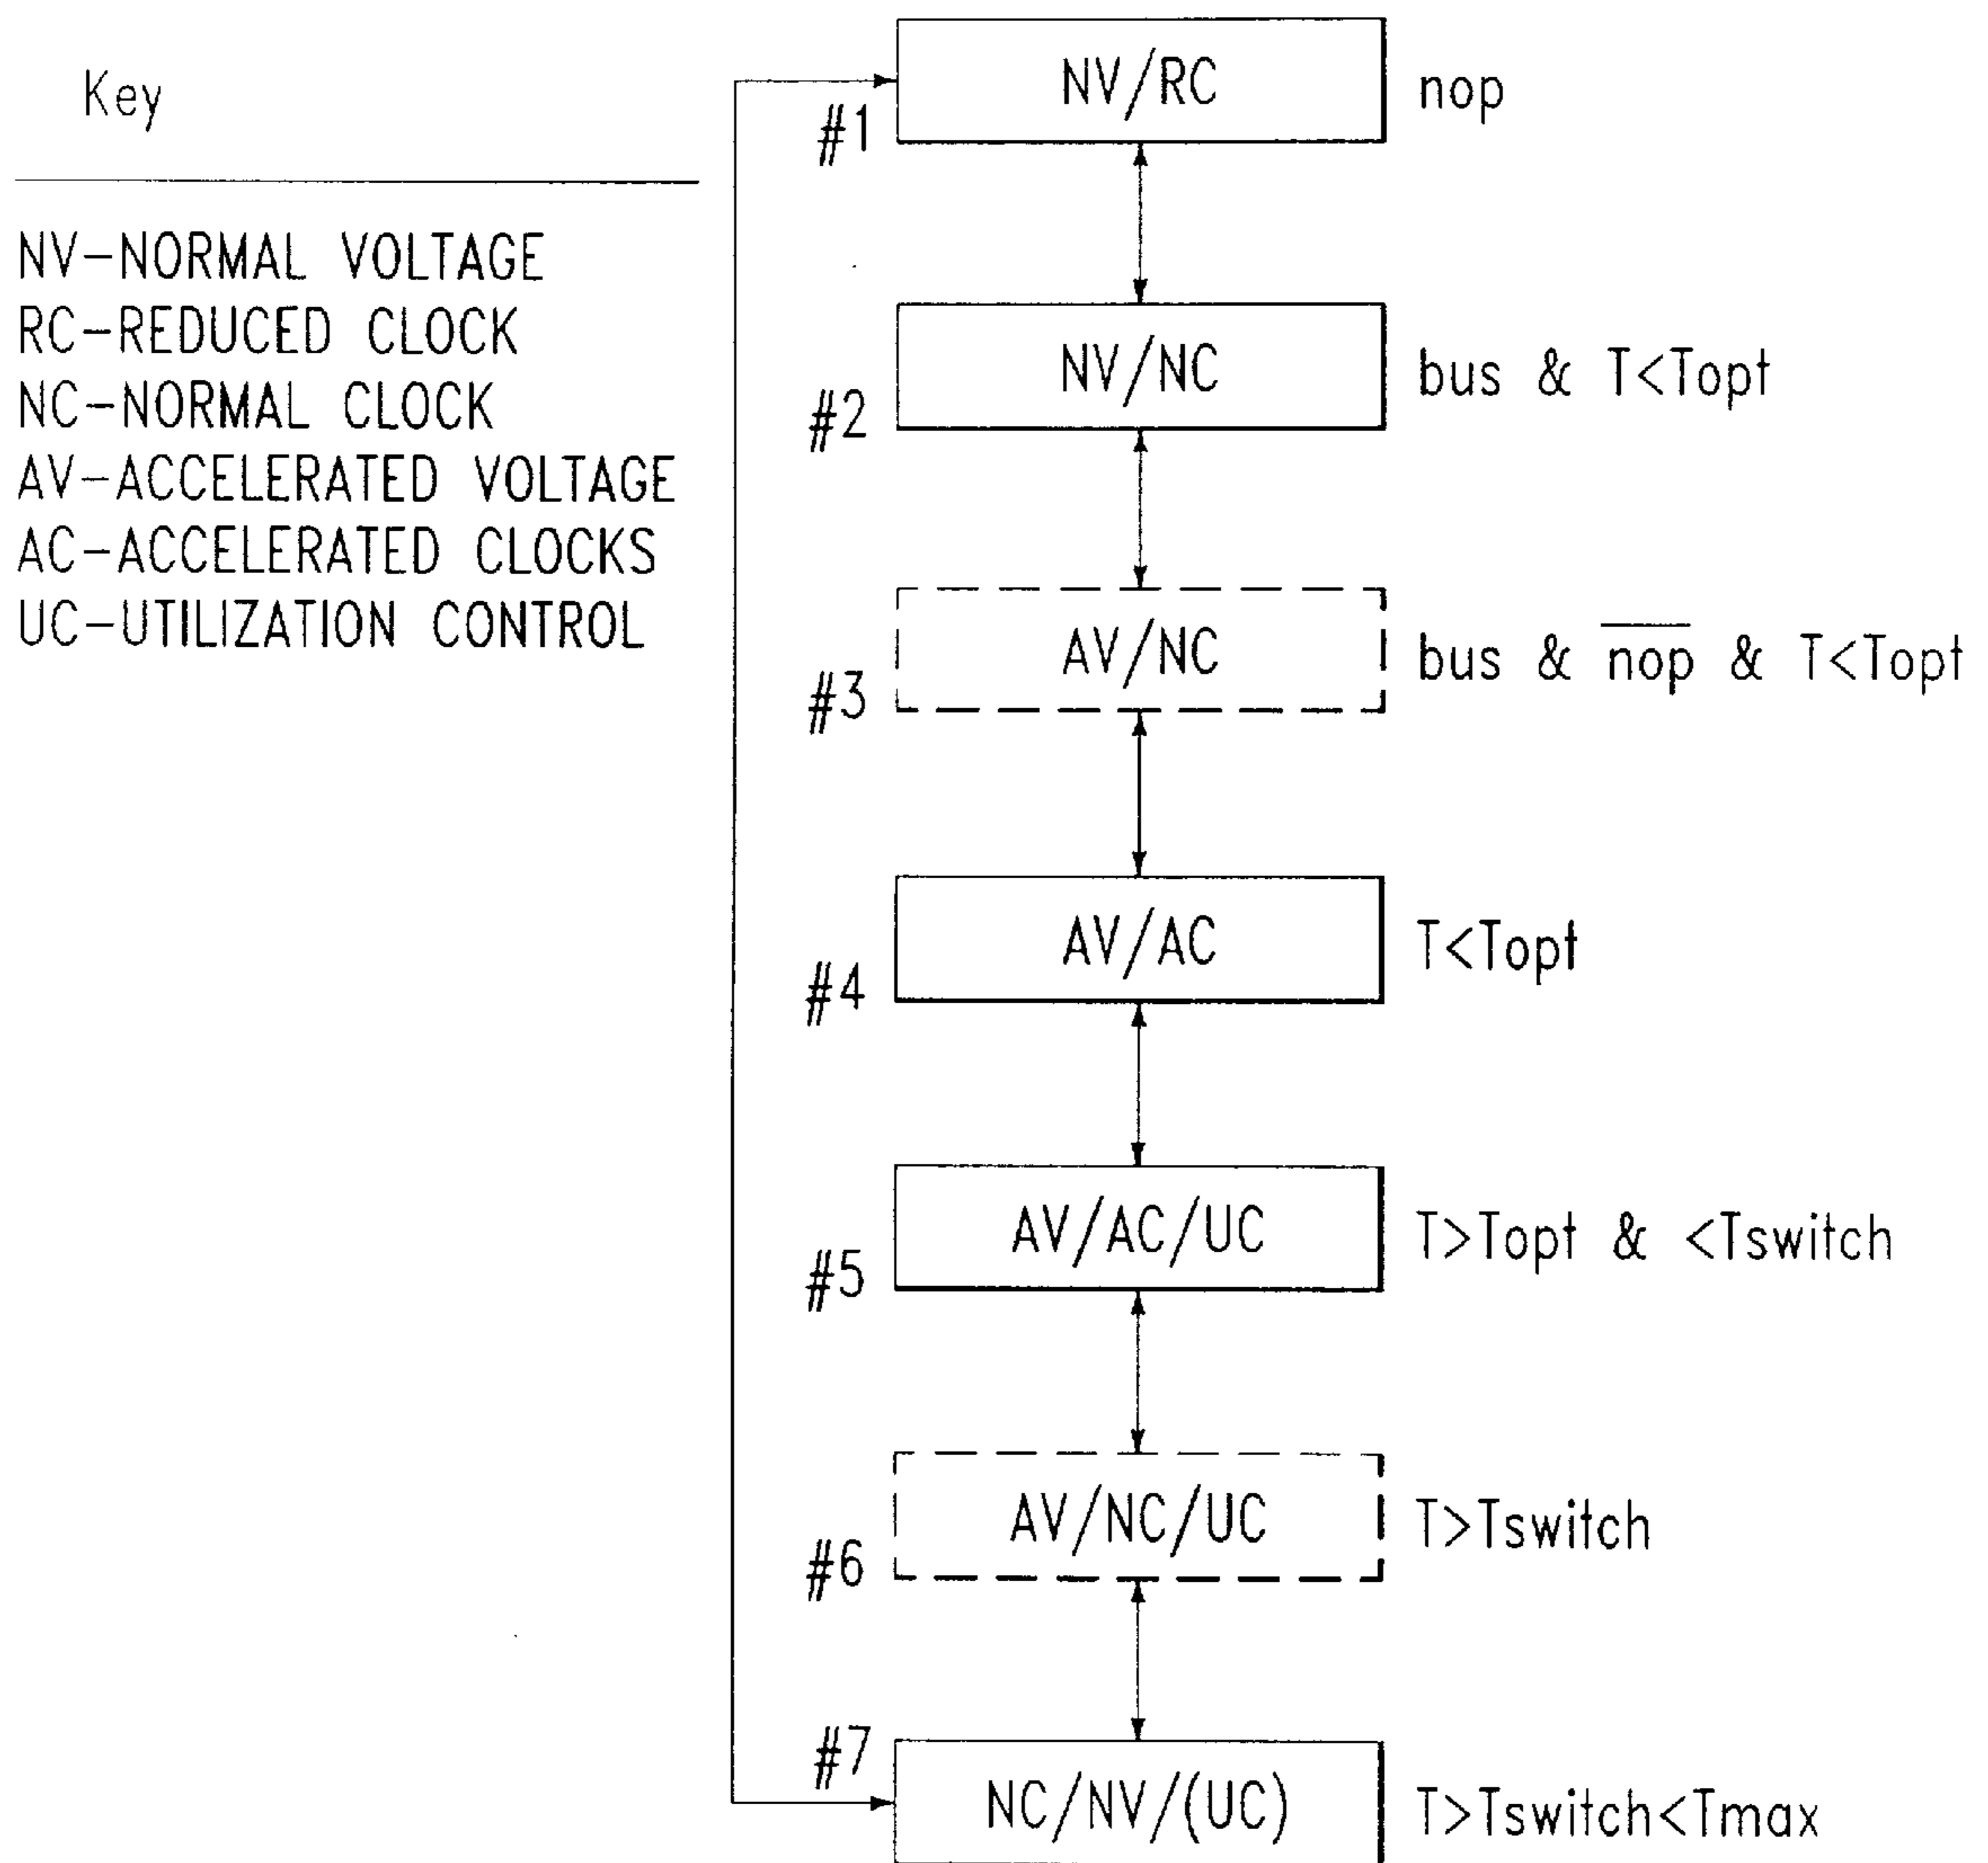 Key
NV-NORMAL VOLTAGE
RC-REDUCED CLOCK
NC-NORMAL CLOCK
AV-ACCELERATED VOLTAGE
AC-ACCELERATED CLOCKS
UC-UTILIZATION CONTROL
#1 NV/RC nop
#2 NV/NC bus & T<Topt
#3 AV/NC bus & n̅o̅p̅ & T<Topt
#4 AV/AC T<Topt
#5 AV/AC/UC T>Topt & <Tswitch
#6 AV/NC/UC T>Tswitch
#7 NC/NV/(UC) T>Tswitch<Tmax